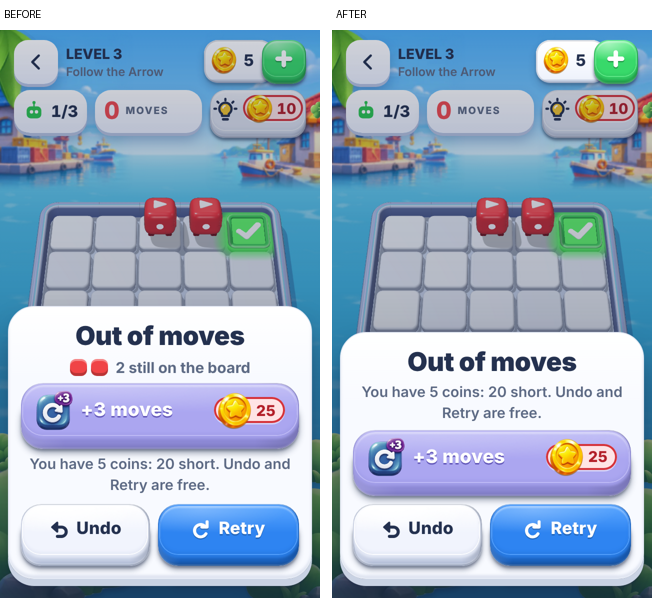 BEFORE
LEVEL 3
Follow the Arrow
5
1/3
0 MOVES
10
Out of moves
2 still on the board
+3
+3 moves
25
You have 5 coins: 20 short. Undo and
Retry are free.
Undo
Retry
AFTER
LEVEL 3
Follow the Arrow
5
1/3
0 MOVES
10
Out of moves
You have 5 coins: 20 short. Undo and
Retry are free.
+3
+3 moves
25
Undo
Retry